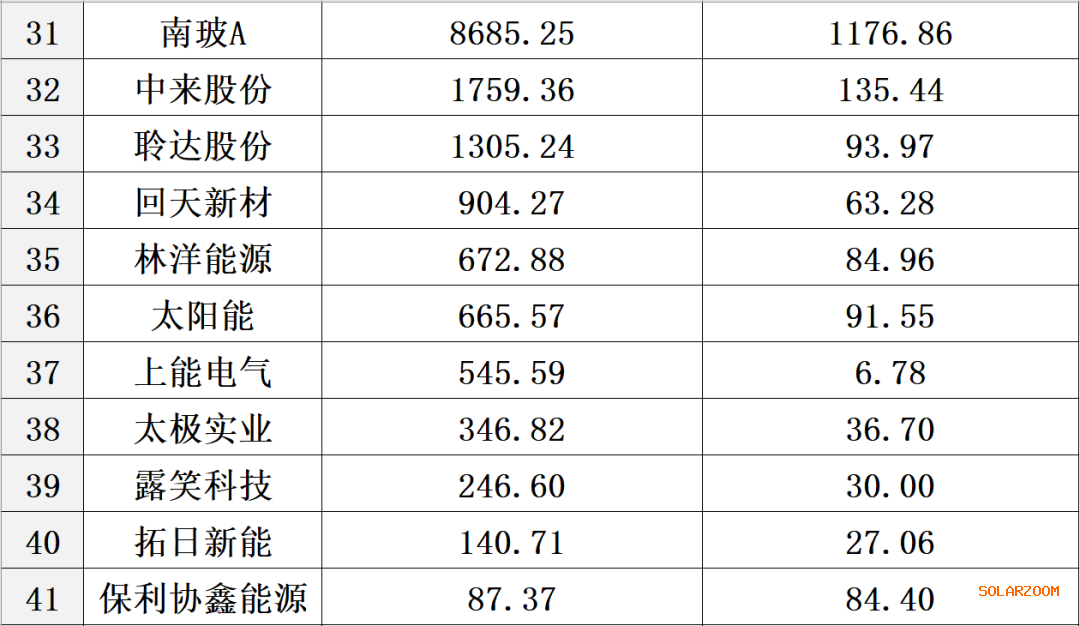 31 南玻A 8685.25 1176.86
32 中来股份 1759.36 135.44
33 聆达股份 1305.24 93.97
34 回天新材 904.27 63.28
35 林洋能源 672.88 84.96
36 太阳能 665.57 91.55
37 上能电气 545.59 6.78
38 太极实业 346.82 36.70
39 露笑科技 246.60 30.00
40 拓日新能 140.71 27.06
41 保利协鑫能源 87.37 84.40
SOLARZOOM